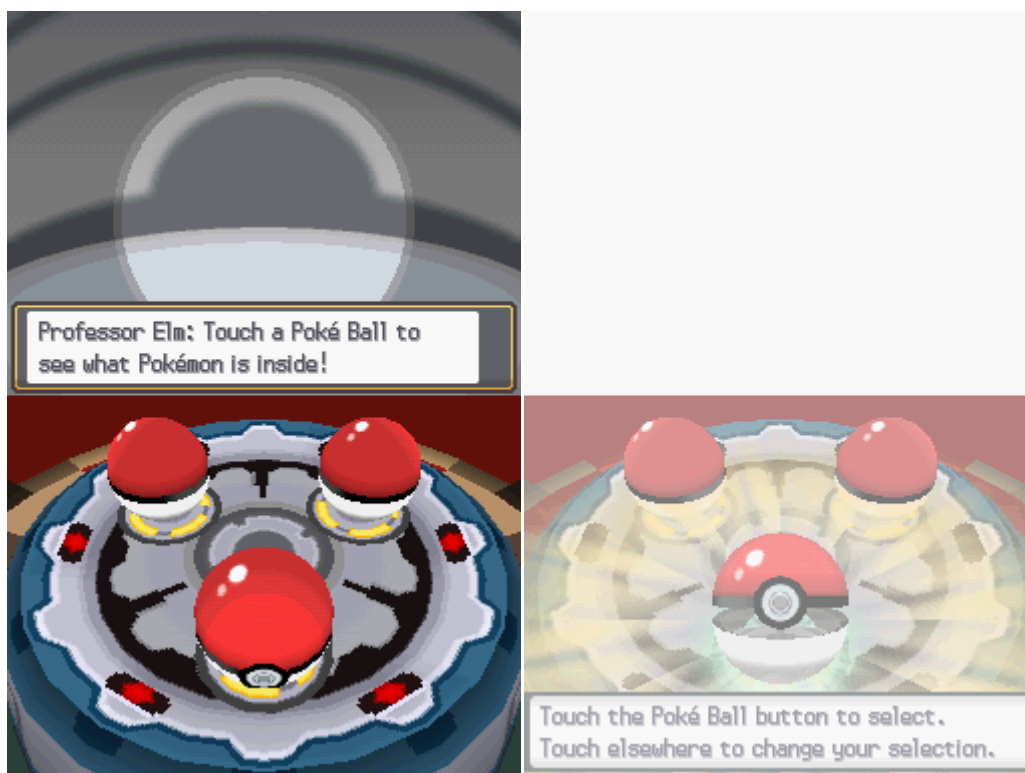 Professor Elm: Touch a Poké Ball to
see what Pokémon is inside!
Touch the Poké Ball button to select.
Touch elsewhere to change your selection.